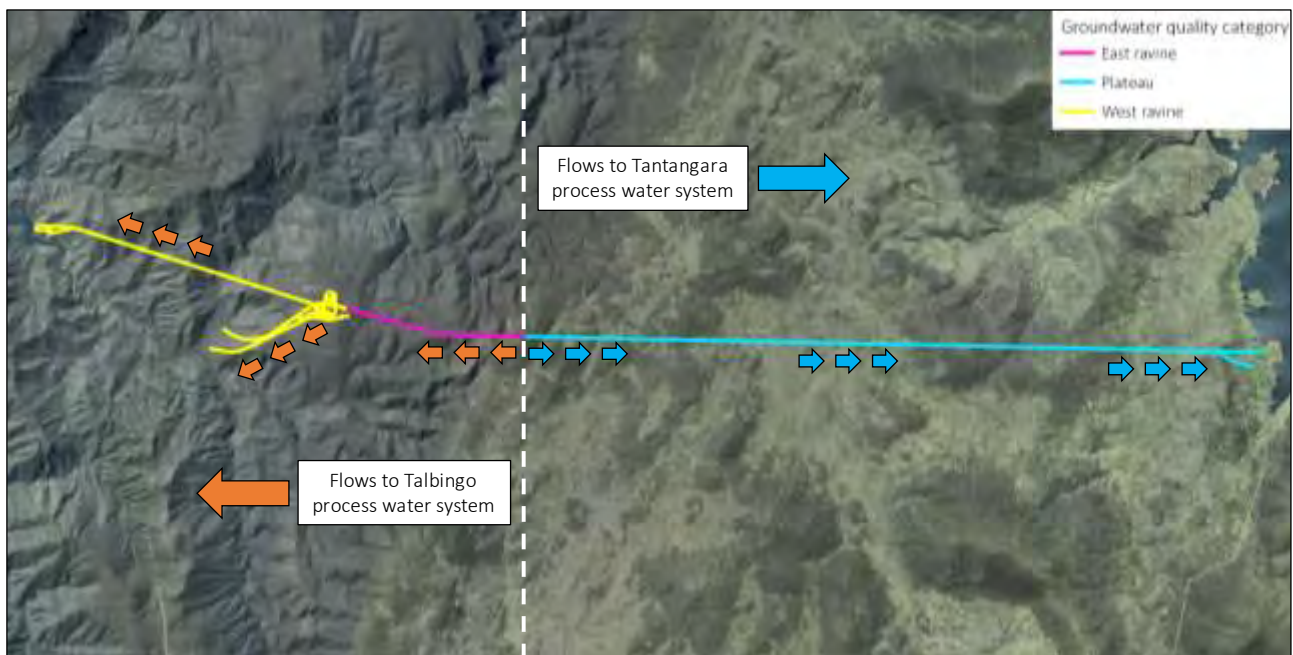 Groundwater quality category
East ravine
Plateau
West ravine
Flows to Tantangara
process water system
Flows to Talbingo
process water system